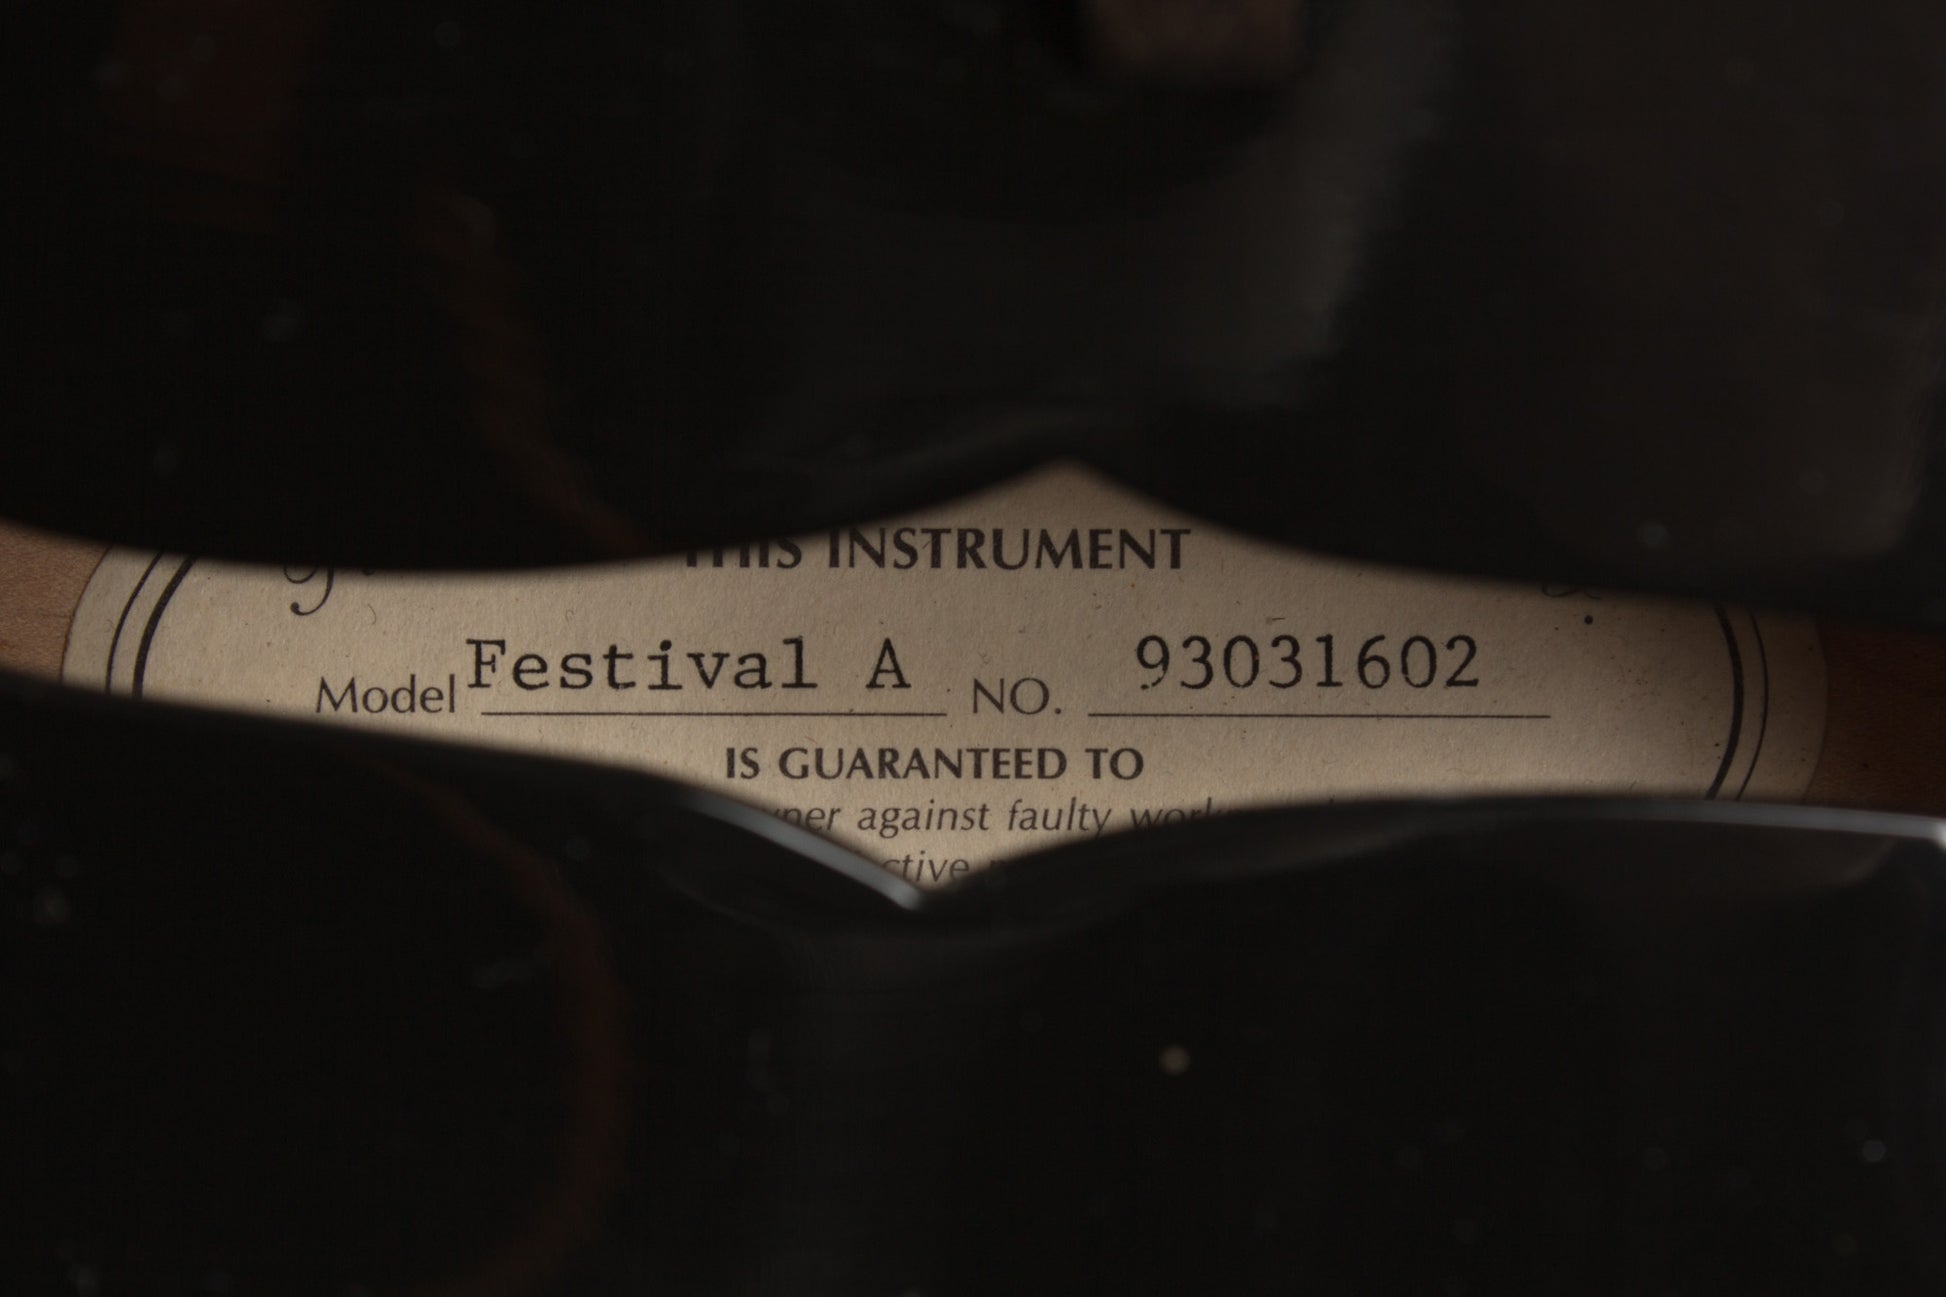 THIS INSTRUMENT
Model Festival A NO. 93031602
IS GUARANTEED TO
against faulty